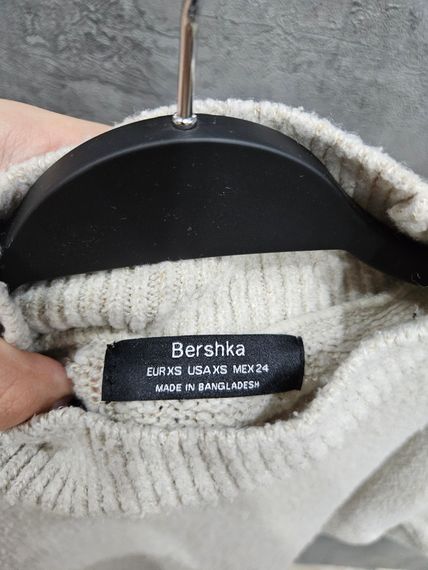 Bershka
EUR XS USA XS MEX 24
MADE IN BANGLADESH